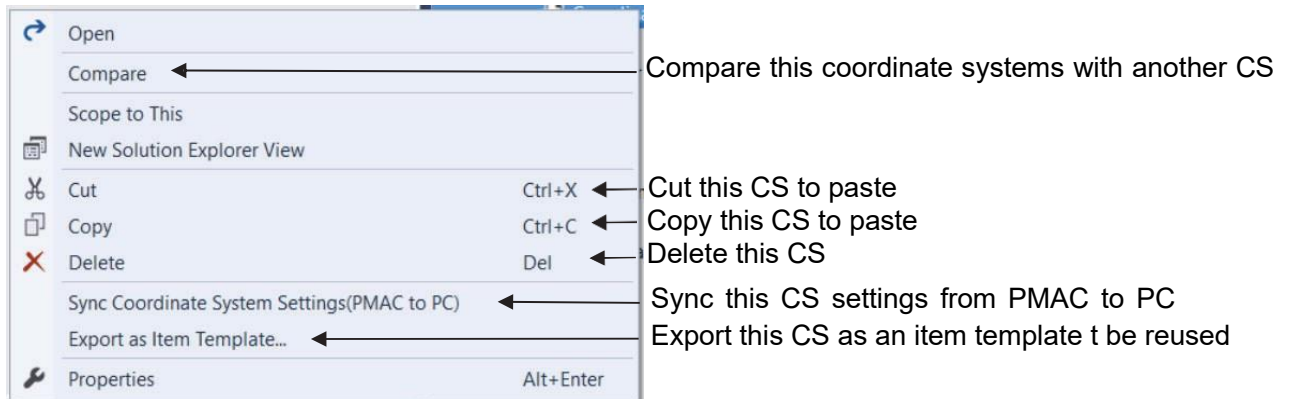 Open
Compare Compare this coordinate systems with another CS
Scope to This
New Solution Explorer View
Cut Ctrl+X Cut this CS to paste
Copy Ctrl+C Copy this CS to paste
Delete Del Delete this CS
Sync Coordinate System Settings(PMAC to PC) Sync this CS settings from PMAC to PC
Export as Item Template... Export this CS as an item template t be reused
Properties Alt+Enter